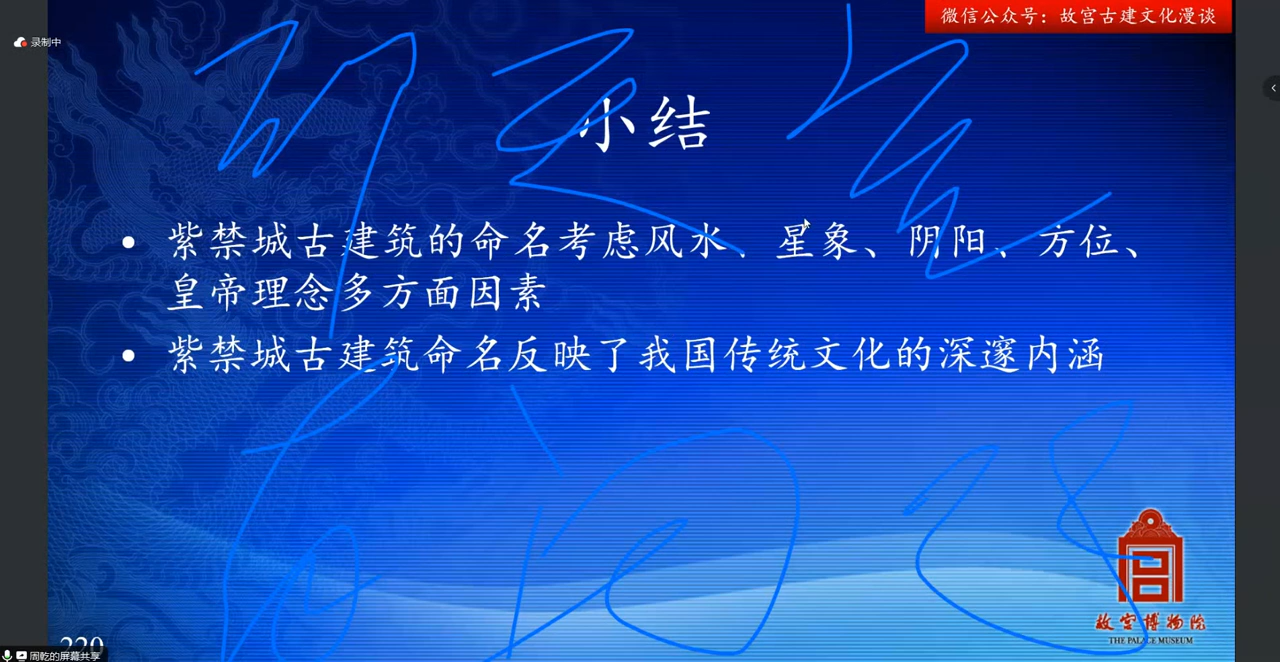 微信公众号：故宫古建文化漫谈
录制中
小结
• 紫禁城古建筑的命名考虑风水、星象、阴阳、方位、
皇帝理念多方面因素
• 紫禁城古建筑命名反映了我国传统文化的深邃内涵
故宫博物院
THE PALACE MUSEUM
220
周乾的屏幕共享